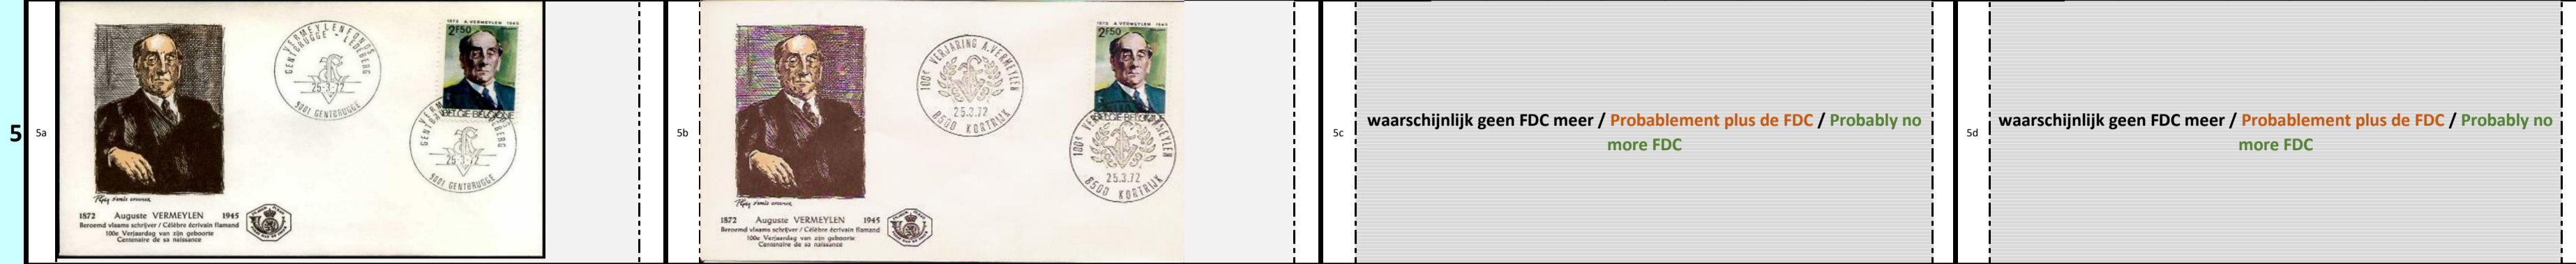 5
5a
VERMEYLENFONDS
GENTBRUGGE - LEDEBERG
25-3-72
9001 GENTBRUGGE
1872 A.VERMEYLEN 1945
2F50
BELGIE-BELGIQUE
25-3-72
9001 GENTBRUGGE
1872 Auguste VERMEYLEN 1945
Beroemd vlaams schrijver / Célèbre écrivain flamand
100e Verjaardag van zijn geboorte
Centenaire de sa naissance
5b
100e VERJARING A.VERMEYLEN
25.3.72
8500 KORTRIJK
1872 A.VERMEYLEN 1945
2F50
BELGIE-BELGIQUE
25.3.72
8500 KORTRIJK
1872 Auguste VERMEYLEN 1945
Beroemd vlaams schrijver / Célèbre écrivain flamand
100e Verjaardag van zijn geboorte
Centenaire de sa naissance
5c
waarschijnlijk geen FDC meer / Probablement plus de FDC / Probably no
more FDC
5d
waarschijnlijk geen FDC meer / Probablement plus de FDC / Probably no
more FDC